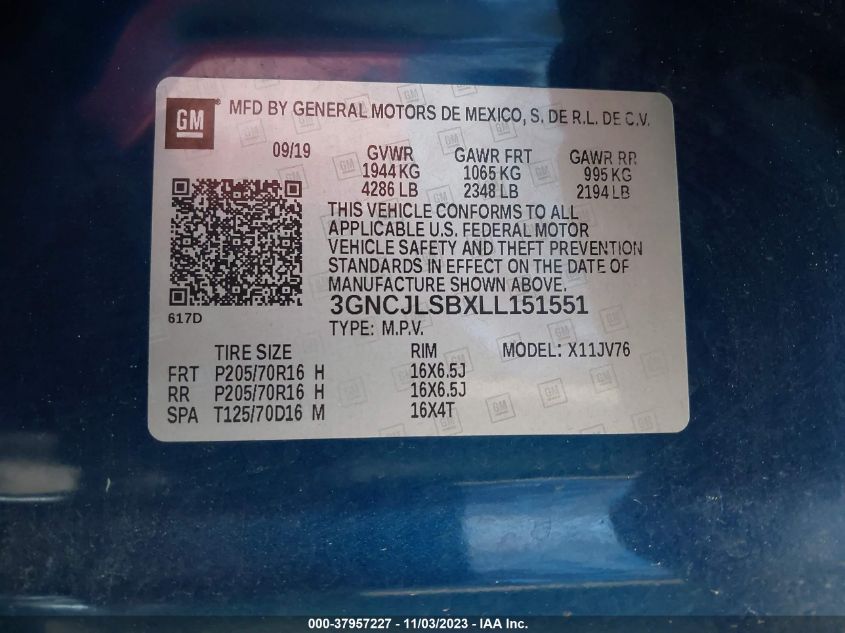 GM ® MFD BY GENERAL MOTORS DE MEXICO, S. DE R.L. DE C.V.
09/19 GVWR GAWR FRT GAWR RR
1944 KG 1065 KG 995 KG
4286 LB 2348 LB 2194 LB
THIS VEHICLE CONFORMS TO ALL
APPLICABLE U.S. FEDERAL MOTOR
VEHICLE SAFETY AND THEFT PREVENTION
STANDARDS IN EFFECT ON THE DATE OF
MANUFACTURE SHOWN ABOVE.
3GNCJLSBXLL151551
617D
TYPE: M.P.V.
TIRE SIZE RIM MODEL: X11JV76
FRT P205/70R16 H 16X6.5J
RR P205/70R16 H 16X6.5J
SPA T125/70D16 M 16X4T
000-37957227 - 11/03/2023 - IAA Inc.